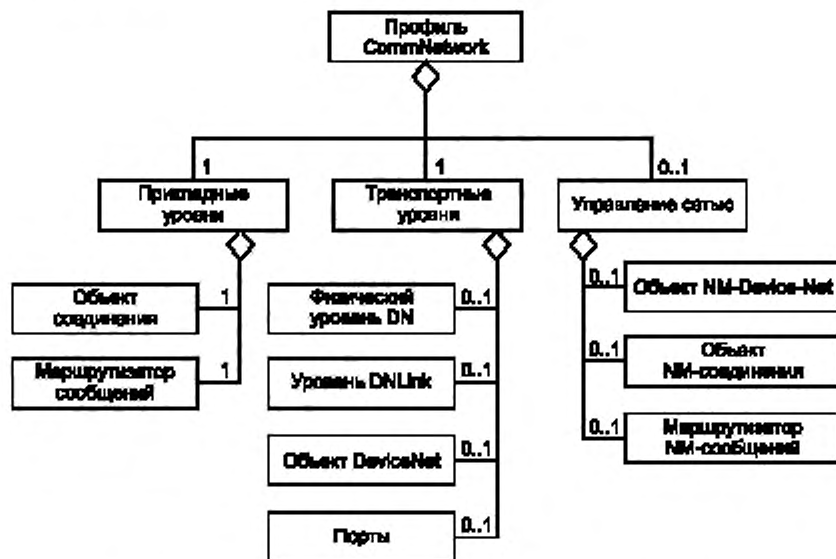 Профиль
CommNetwork
1
1
0..1
Прикладные
уровни
Транспортные
уровни
Управление сетью
Объект
соединения
1
Маршрутизатор
сообщений
1
Физический
уровень DN
0..1
Уровень DNLink
0..1
Объект DeviceNet
0..1
Порты
0..1
0..1
Объект NM-Device-Net
0..1
Объект
NM-соединения
0..1
Маршрутизатор
NM-сообщений